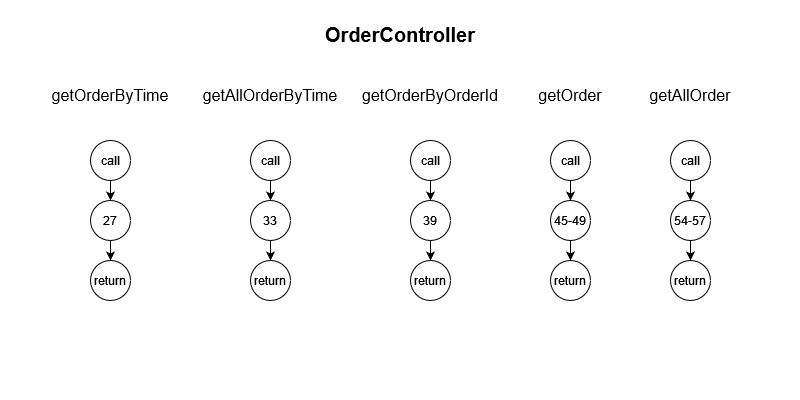 OrderController
getOrderByTime getAllOrderByTime getOrderByOrderId getOrder getAllOrder
call call call call call
27 33 39 45-49 54-57
return return return return return